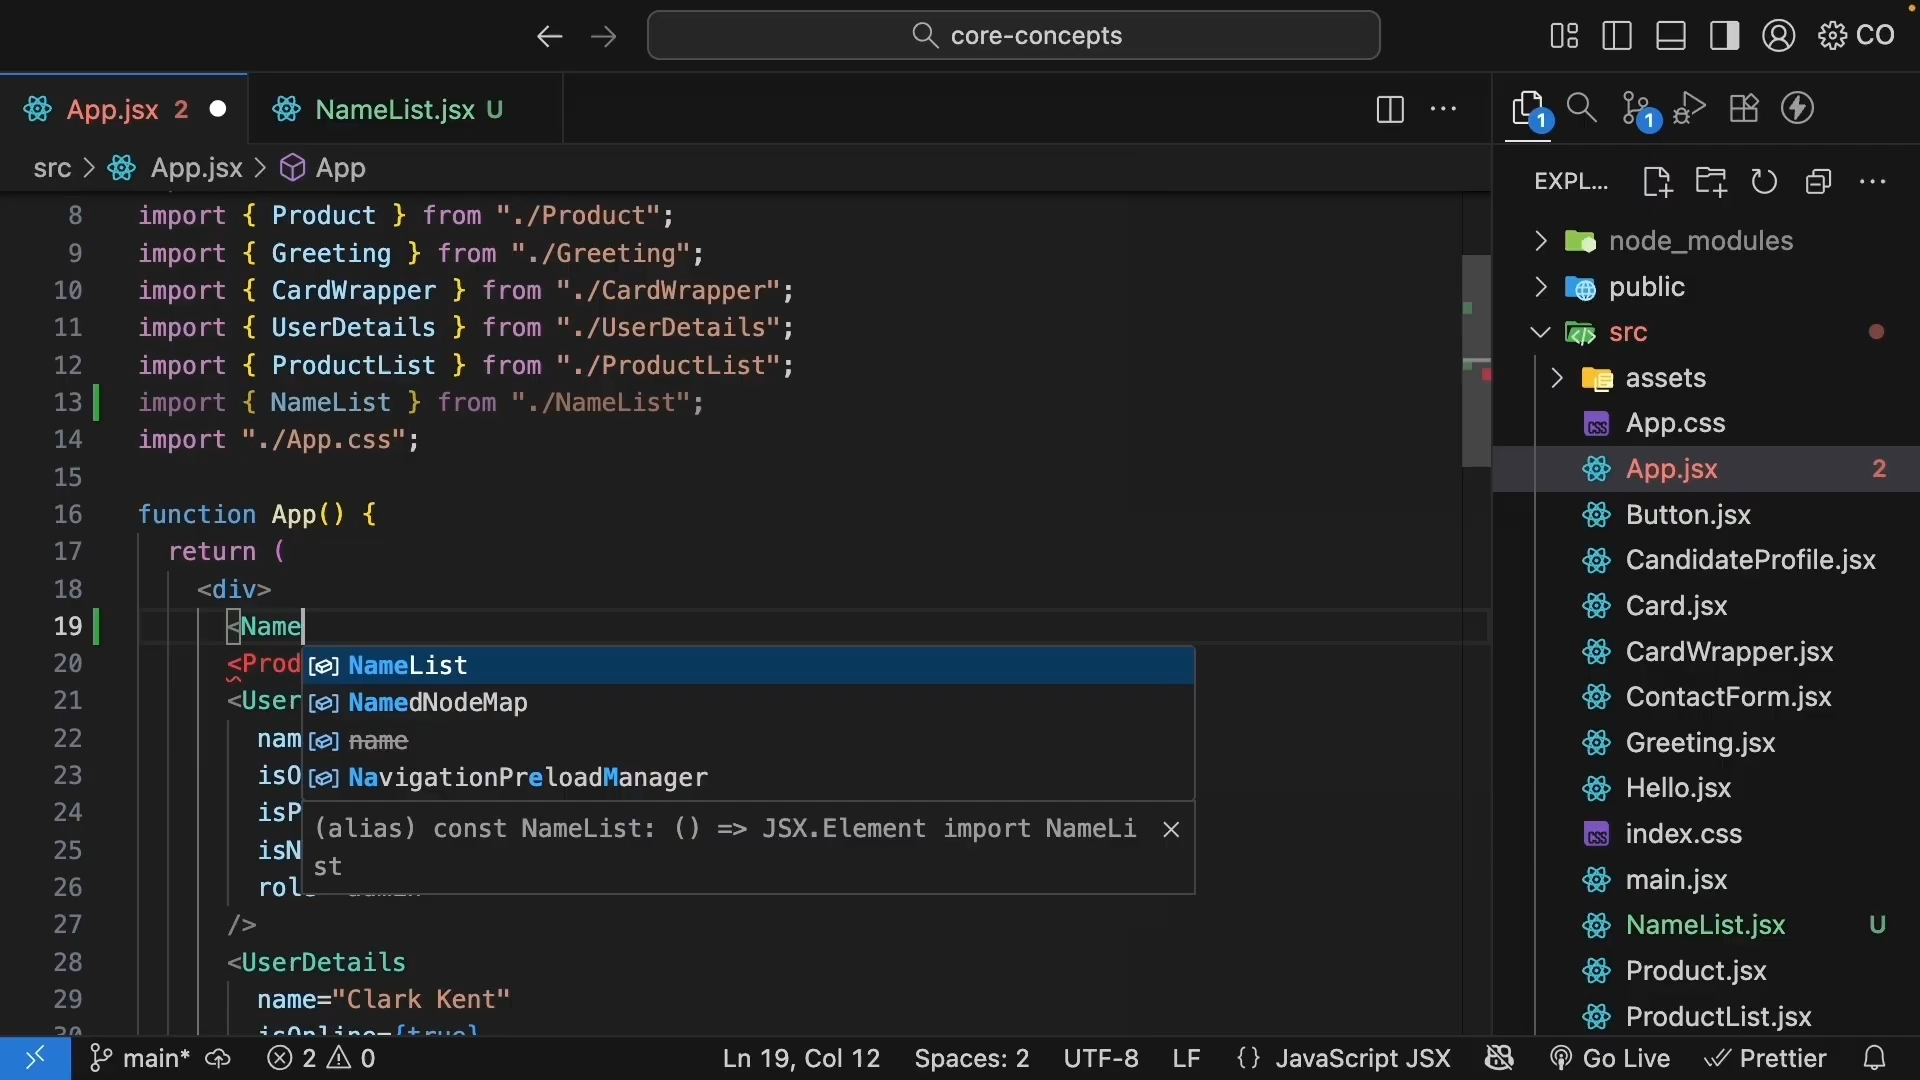 core-concepts
CO
App.jsx 2
NameList.jsx U
src > App.jsx > App
8 import { Product } from "./Product";
9 import { Greeting } from "./Greeting";
10 import { CardWrapper } from "./CardWrapper";
11 import { UserDetails } from "./UserDetails";
12 import { ProductList } from "./ProductList";
13 import { NameList } from "./NameList";
14 import "./App.css";
15
16 function App() {
17 return (
18 <div>
19 <Name
20 <Prod
21 <User
22 nam
23 isO
24 isP
25 isN
26 rol
27 />
28 <UserDetails
29 name="Clark Kent"
30 isOnline={true}
NameList
NamedNodeMap
name
NavigationPreloadManager
(alias) const NameList: () => JSX.Element import NameLi
st
1
1
EXPL...
node_modules
public
src
assets
App.css
App.jsx 2
Button.jsx
CandidateProfile.jsx
Card.jsx
CardWrapper.jsx
ContactForm.jsx
Greeting.jsx
Hello.jsx
index.css
main.jsx
NameList.jsx U
Product.jsx
ProductList.jsx
main* 2 0 Ln 19, Col 12 Spaces: 2 UTF-8 LF {} JavaScript JSX Go Live Prettier